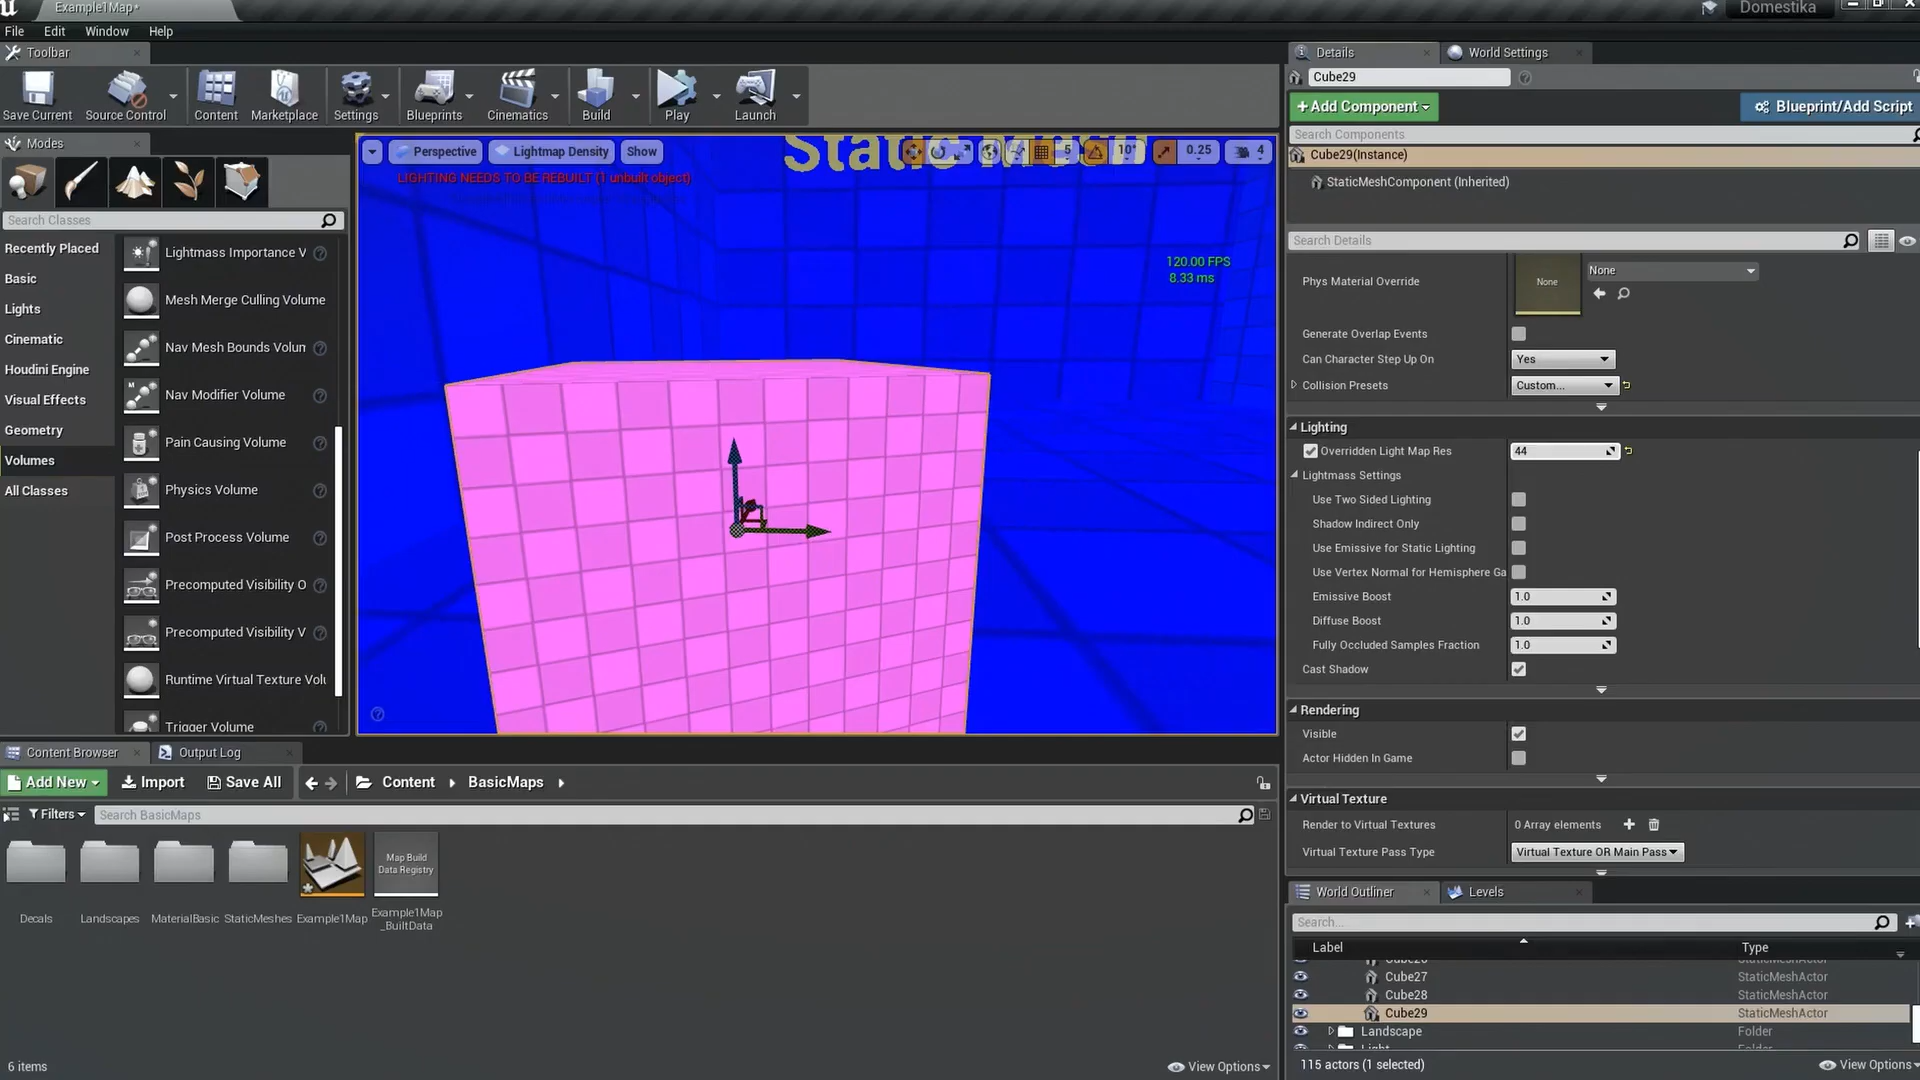 Example1Map*
Domestika
File Edit Window Help
Toolbar
Save Current
Source Control
Content
Marketplace
Settings
Blueprints
Cinematics
Build
Play
Launch
Modes
Search Classes
Recently Placed
Basic
Lights
Cinematic
Houdini Engine
Visual Effects
Geometry
Volumes
All Classes
Lightmass Importance V
Mesh Merge Culling Volume
Nav Mesh Bounds Volum
Nav Modifier Volume
Pain Causing Volume
Physics Volume
Post Process Volume
Precomputed Visibility O
Precomputed Visibility V
Runtime Virtual Texture Volu
Trigger Volume
Perspective
Lightmap Density
Show
5
10°
0.25
4
Static Mesh
LIGHTING NEEDS TO BE REBUILT (1 unbuilt object)
120.00 FPS
8.33 ms
Content Browser
Output Log
Add New
Import
Save All
Content
BasicMaps
Filters
Search BasicMaps
Map Build
Data Registry
Decals
Landscapes
MaterialBasic
StaticMeshes
Example1Map
Example1Map
_BuiltData
6 items
View Options
Details
World Settings
Cube29
+Add Component
Blueprint/Add Script
Search Components
Cube29(Instance)
StaticMeshComponent (Inherited)
Search Details
Phys Material Override
None
None
Generate Overlap Events
Can Character Step Up On
Yes
Collision Presets
Custom...
Lighting
Overridden Light Map Res
44
Lightmass Settings
Use Two Sided Lighting
Shadow Indirect Only
Use Emissive for Static Lighting
Use Vertex Normal for Hemisphere Ga
Emissive Boost
1.0
Diffuse Boost
1.0
Fully Occluded Samples Fraction
1.0
Cast Shadow
Rendering
Visible
Actor Hidden In Game
Virtual Texture
Render to Virtual Textures
0 Array elements
Virtual Texture Pass Type
Virtual Texture OR Main Pass
World Outliner
Levels
Search...
Label
Type
Cube26
StaticMeshActor
Cube27
StaticMeshActor
Cube28
StaticMeshActor
Cube29
StaticMeshActor
Landscape
Folder
Light
Folder
115 actors (1 selected)
View Options